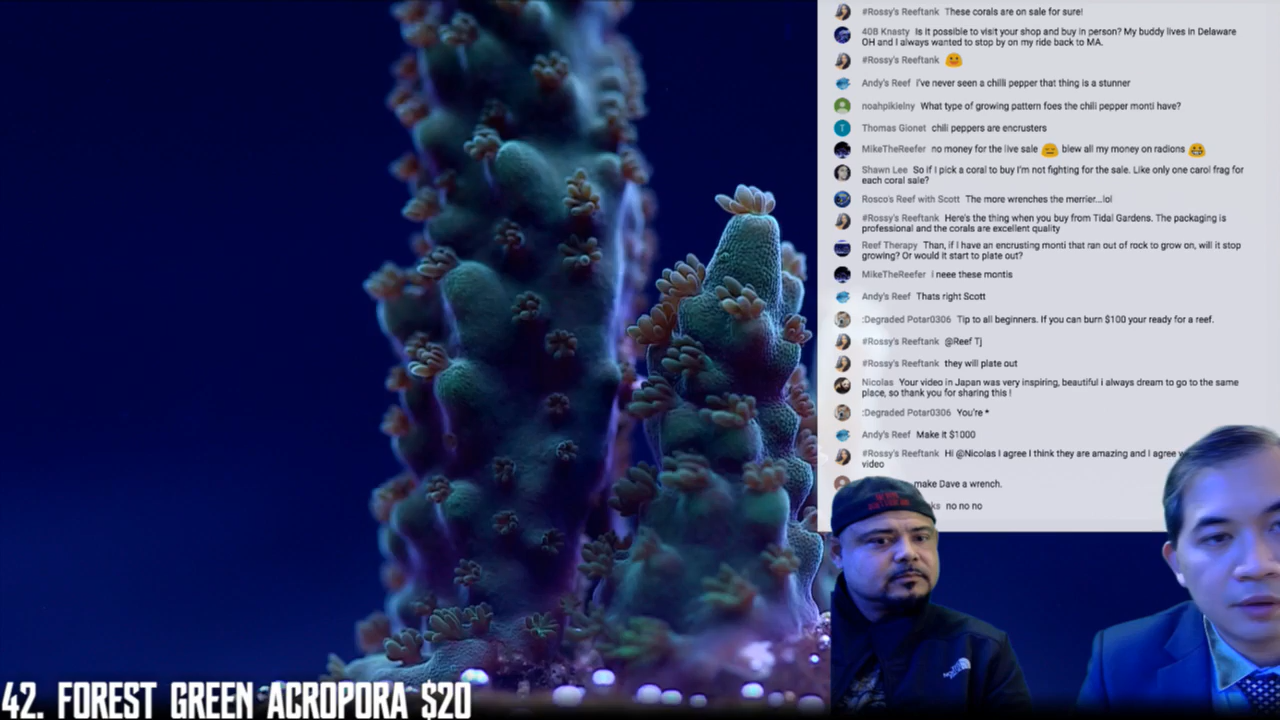 #Rossy's Reeftank These corals are on sale for sure!
40B Knasty Is it possible to visit your shop and buy in person? My buddy lives in Delaware
OH and I always wanted to stop by on my ride back to MA.
#Rossy's Reeftank
Andy's Reef I've never seen a chilli pepper that thing is a stunner
noahpikielny What type of growing pattern foes the chili pepper monti have?
T
Thomas Gionet chili peppers are encrusters
MikeTheReefer no money for the live sale 😑 blew all my money on radions 😁
Shawn Lee So if I pick a coral to buy I'm not fighting for the sale. Like only one carol frag for
each coral sale?
Rosco's Reef with Scott The more wrenches the merrier...lol
#Rossy's Reeftank Here's the thing when you buy from Tidal Gardens. The packaging is
professional and the corals are excellent quality
Reef Therapy Than, if I have an encrusting monti that ran out of rock to grow on, will it stop
growing? Or would it start to plate out?
MikeTheReefer i neee these montis
Andy's Reef Thats right Scott
:Degraded Potar0306 Tip to all beginners. If you can burn $100 your ready for a reef.
#Rossy's Reeftank @Reef Tj
#Rossy's Reeftank they will plate out
Nicolas Your video in Japan was very inspiring, beautiful i always dream to go to the same
place, so thank you for sharing this !
:Degraded Potar0306 You're *
Andy's Reef Make it $1000
#Rossy's Reeftank Hi @Nicolas I agree I think they are amazing and I agree
video
make Dave a wrench.
no no no
42. FOREST GREEN ACROPORA $20